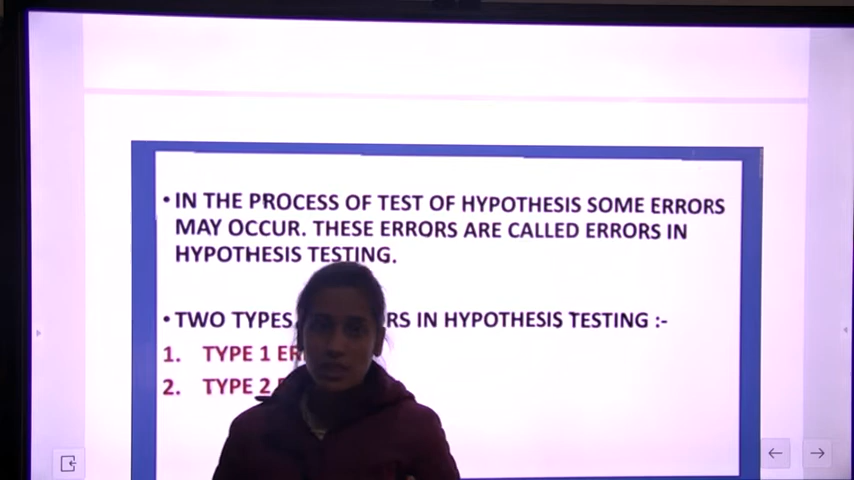 • IN THE PROCESS OF TEST OF HYPOTHESIS SOME ERRORS
MAY OCCUR. THESE ERRORS ARE CALLED ERRORS IN
HYPOTHESIS TESTING.
• TWO TYPES RS IN HYPOTHESIS TESTING :-
1. TYPE 1 ER
2. TYPE 2